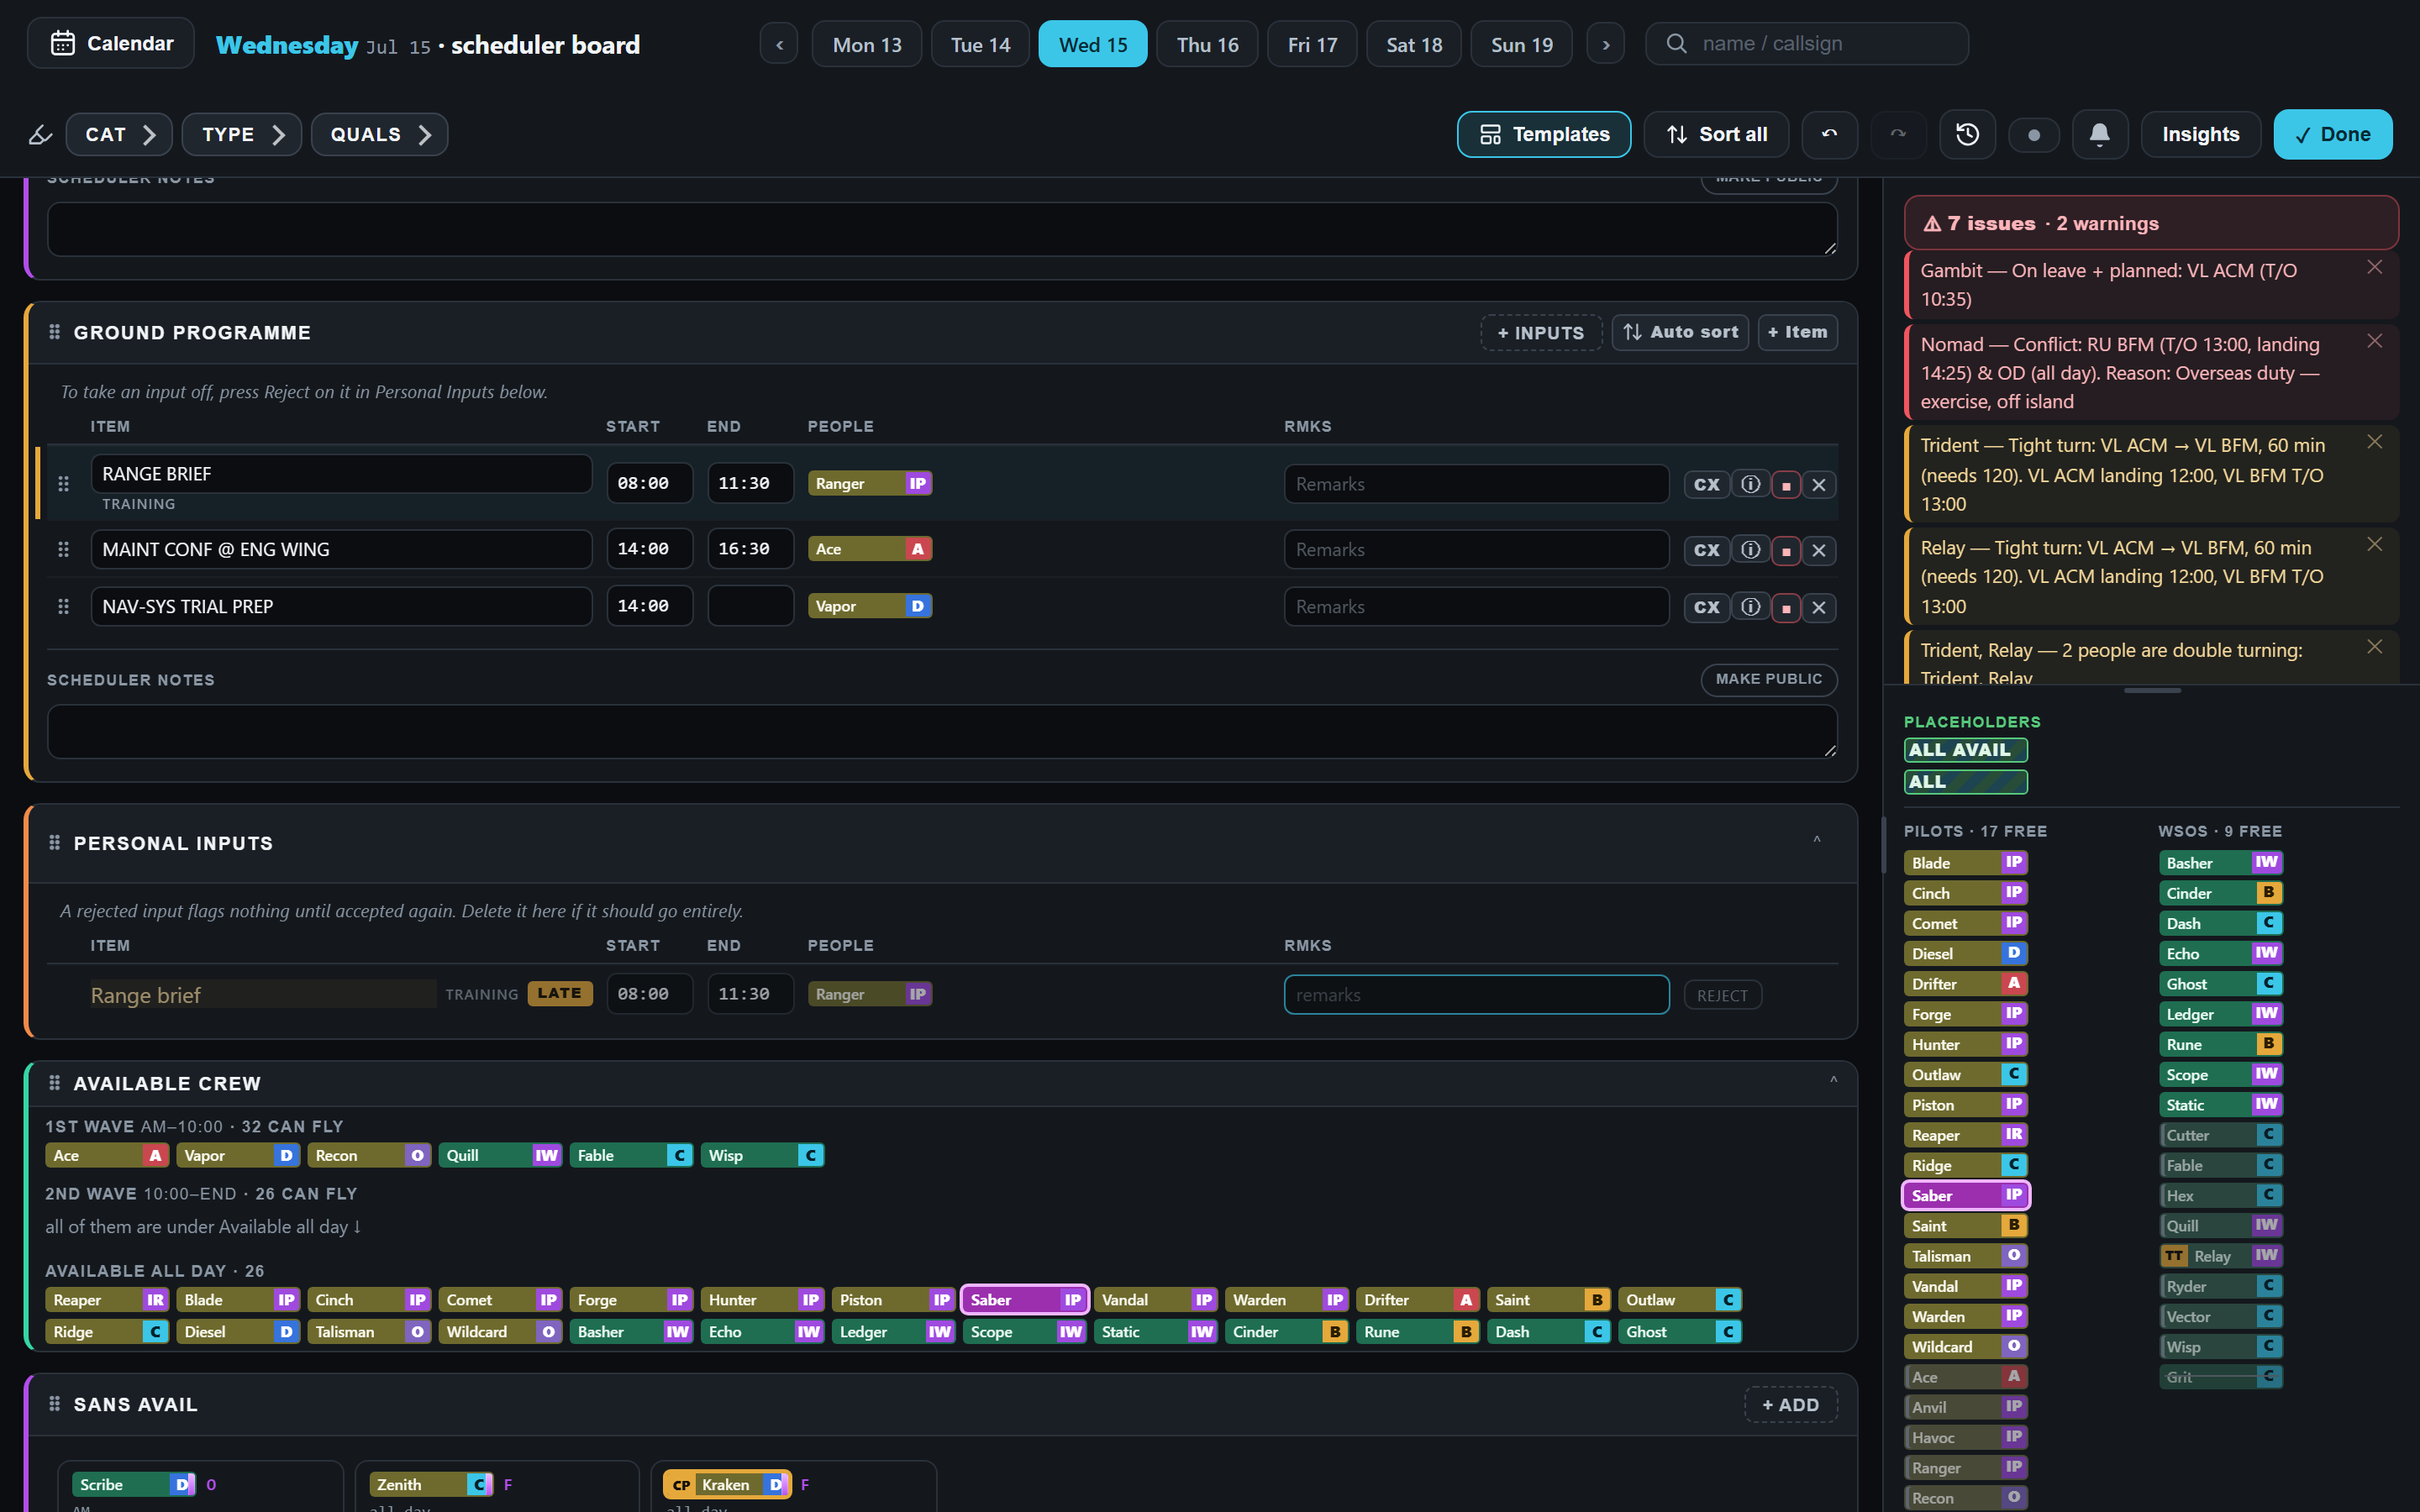 Calendar
Wednesday Jul 15 • scheduler board
Mon 13
Tue 14
Wed 15
Thu 16
Fri 17
Sat 18
Sun 19
name / callsign
CAT
TYPE
QUALS
Templates
Sort all
Insights
✓ Done
SCHEDULER NOTES
MAKE PUBLIC
GROUND PROGRAMME
+ INPUTS
Auto sort
+ Item
To take an input off, press Reject on it in Personal Inputs below.
ITEM START END PEOPLE RMKS
RANGE BRIEF 08:00 11:30 Ranger IP Remarks CX
TRAINING
MAINT CONF @ ENG WING 14:00 16:30 Ace A Remarks CX
NAV-SYS TRIAL PREP 14:00 Vapor D Remarks CX
SCHEDULER NOTES
MAKE PUBLIC
PERSONAL INPUTS
A rejected input flags nothing until accepted again. Delete it here if it should go entirely.
ITEM START END PEOPLE RMKS
Range brief TRAINING LATE 08:00 11:30 Ranger IP remarks REJECT
AVAILABLE CREW
1ST WAVE AM–10:00 · 32 CAN FLY
Ace A Vapor D Recon O Quill IW Fable C Wisp C
2ND WAVE 10:00–END · 26 CAN FLY
all of them are under Available all day ↓
AVAILABLE ALL DAY · 26
Reaper IR Blade IP Cinch IP Comet IP Forge IP Hunter IP Piston IP Saber IP Vandal IP Warden IP Drifter A Saint B Outlaw C
Ridge C Diesel D Talisman O Wildcard O Basher IW Echo IW Ledger IW Scope IW Static IW Cinder B Rune B Dash C Ghost C
SANS AVAIL
+ ADD
Scribe D O
AM
Zenith C F
all day
CP Kraken D F
all day
⚠ 7 issues · 2 warnings
Gambit — On leave + planned: VL ACM (T/O
10:35)
Nomad — Conflict: RU BFM (T/O 13:00, landing
14:25) & OD (all day). Reason: Overseas duty —
exercise, off island
Trident — Tight turn: VL ACM → VL BFM, 60 min
(needs 120). VL ACM landing 12:00, VL BFM T/O
13:00
Relay — Tight turn: VL ACM → VL BFM, 60 min
(needs 120). VL ACM landing 12:00, VL BFM T/O
13:00
Trident, Relay — 2 people are double turning:
Trident, Relay
PLACEHOLDERS
ALL AVAIL
ALL
PILOTS · 17 FREE
Blade IP
Cinch IP
Comet IP
Diesel D
Drifter A
Forge IP
Hunter IP
Outlaw C
Piston IP
Reaper IR
Ridge C
Saber IP
Saint B
Talisman O
Vandal IP
Warden IP
Wildcard O
Ace A
Anvil IP
Havoc IP
Ranger IP
Recon O
WSOS · 9 FREE
Basher IW
Cinder B
Dash C
Echo IW
Ghost C
Ledger IW
Rune B
Scope IW
Static IW
Cutter C
Fable C
Hex C
Quill IW
TT Relay IW
Ryder C
Vector C
Wisp C
Grit C